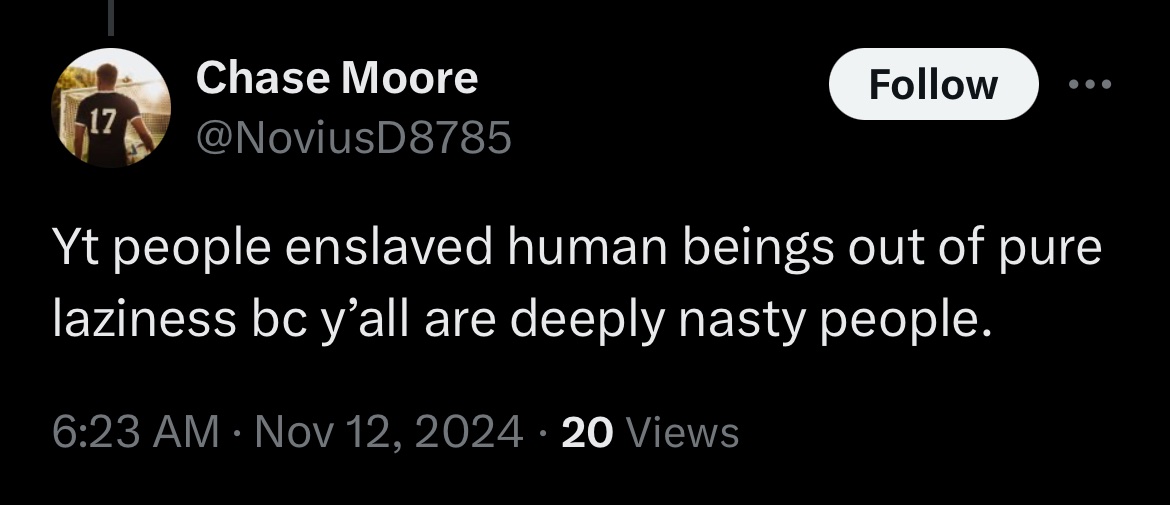 Chase Moore
Follow
@NoviusD8785
17
Yt people enslaved human beings out of pure
laziness bc y’all are deeply nasty people.
6:23 AM · Nov 12, 2024 · 20 Views